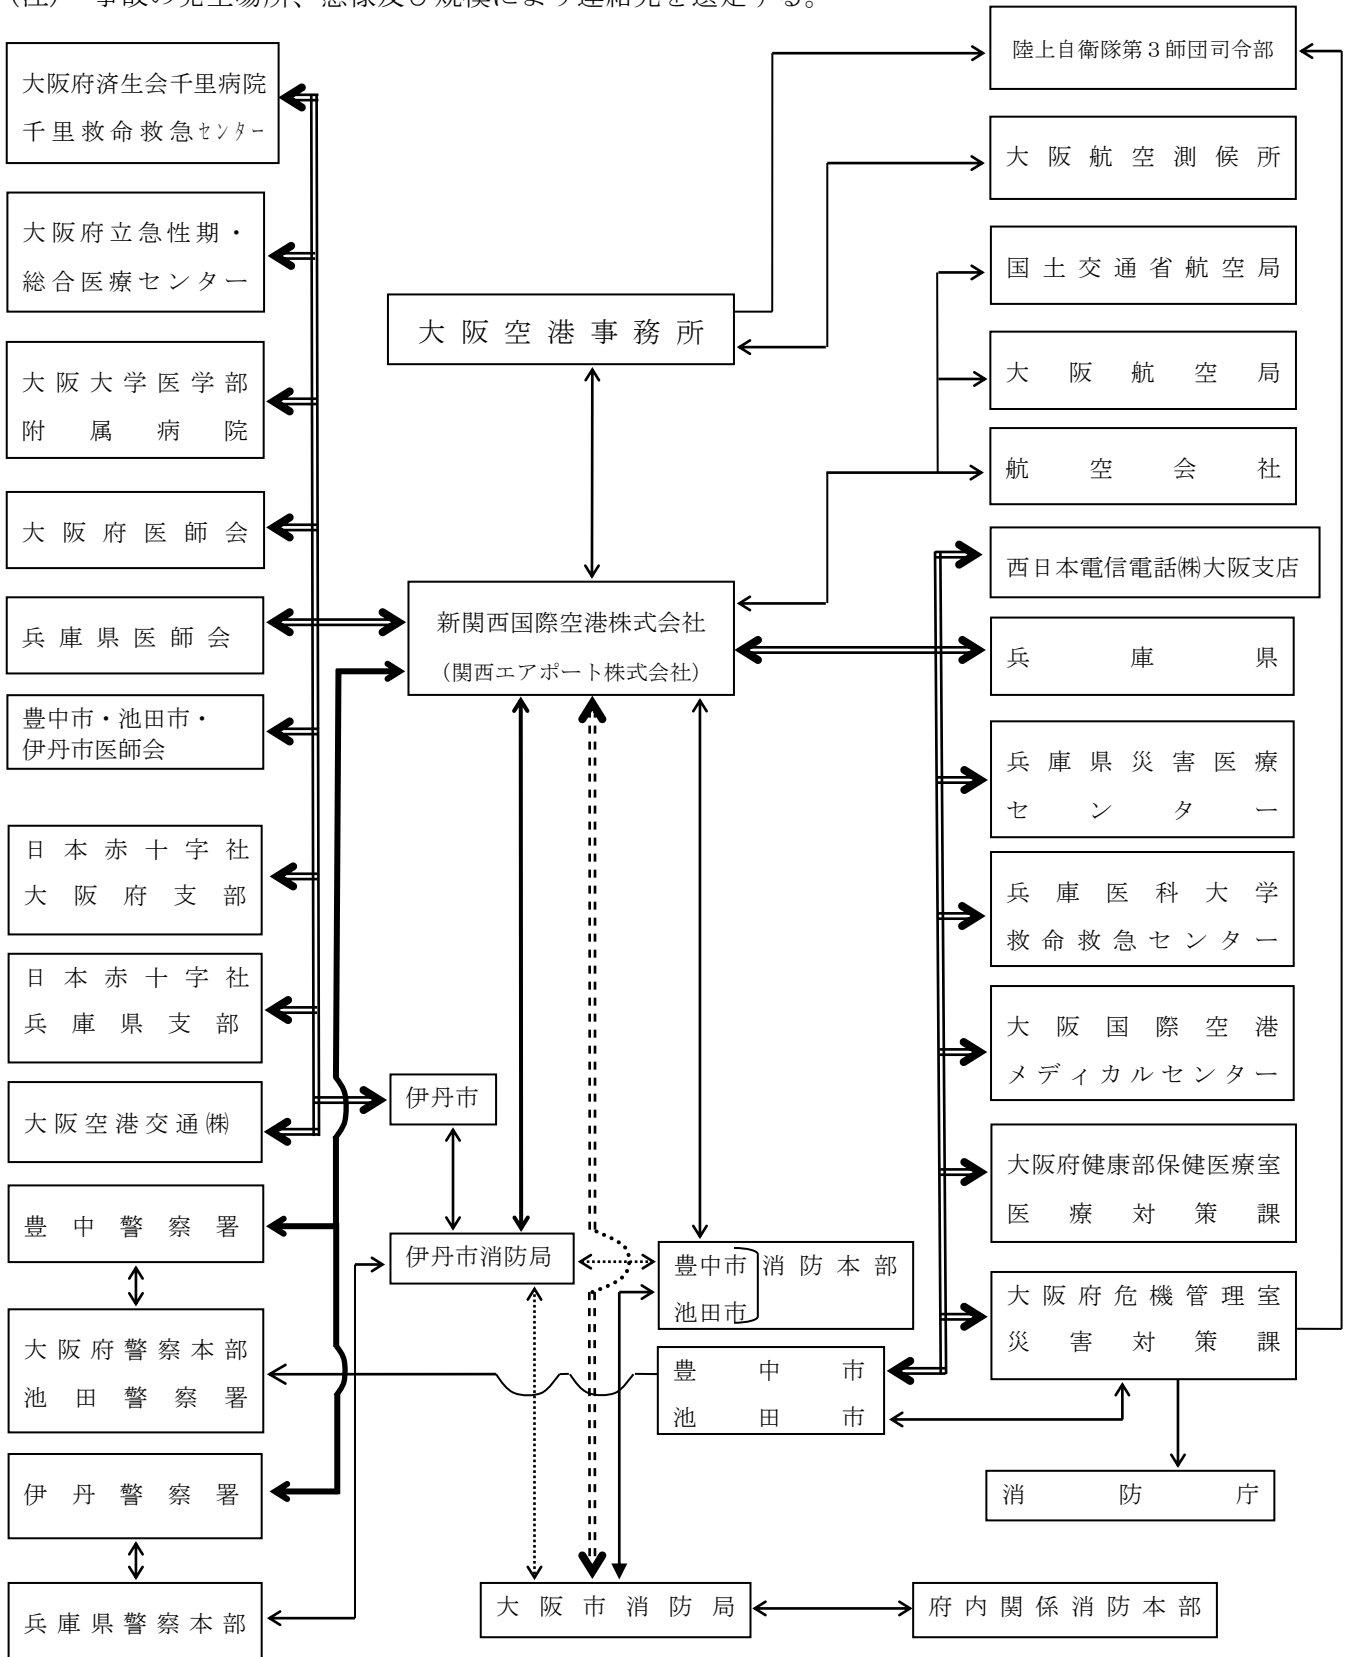 （注） 事故の発生場所、態様及び規模により連絡先を選定する。
大阪府済生会千里病院
千里救命救急センター
大阪府立急性期・
総合医療センター
大阪大学医学部
附属病院
大阪府医師会
兵庫県医師会
豊中市・池田市・
伊丹市医師会
日本赤十字社
大阪府支部
日本赤十字社
兵庫県支部
大阪空港交通㈱
豊中警察署
大阪府警察本部
池田警察署
伊丹警察署
兵庫県警察本部
大阪空港事務所
新関西国際空港株式会社
（関西エアポート株式会社）
伊丹市
伊丹市消防局
豊中市 消防本部
池田市
豊中市
池田市
大阪市消防局
陸上自衛隊第３師団司令部
大阪航空測候所
国土交通省航空局
大阪航空局
航空会社
西日本電信電話㈱大阪支店
兵庫県
兵庫県災害医療
センター
兵庫医科大学
救命救急センター
大阪国際空港
メディカルセンター
大阪府健康部保健医療室
医療対策課
大阪府危機管理室
災害対策課
消防庁
府内関係消防本部